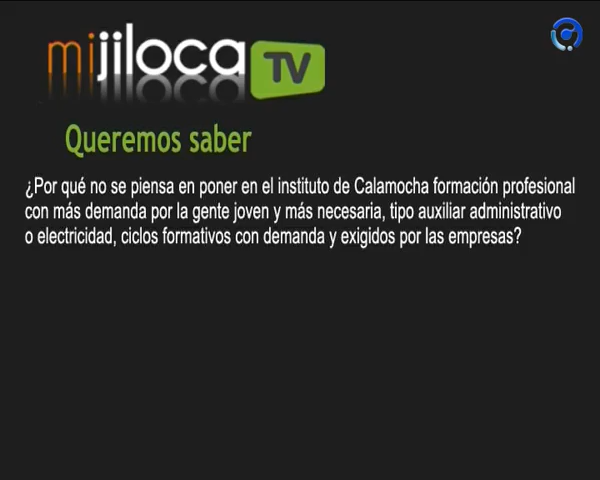 mijiloca TV
Queremos saber
¿Por qué no se piensa en poner en el instituto de Calamocha formación profesional
con más demanda por la gente joven y más necesaria, tipo auxiliar administrativo
o electricidad, ciclos formativos con demanda y exigidos por las empresas?